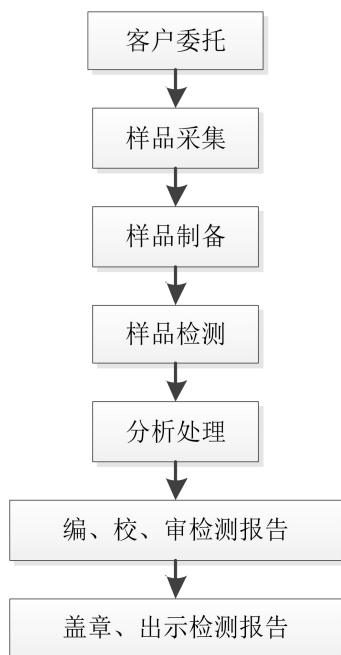 客户委托
样品采集
样品制备
样品检测
分析处理
编、校、审检测报告
盖章、出示检测报告